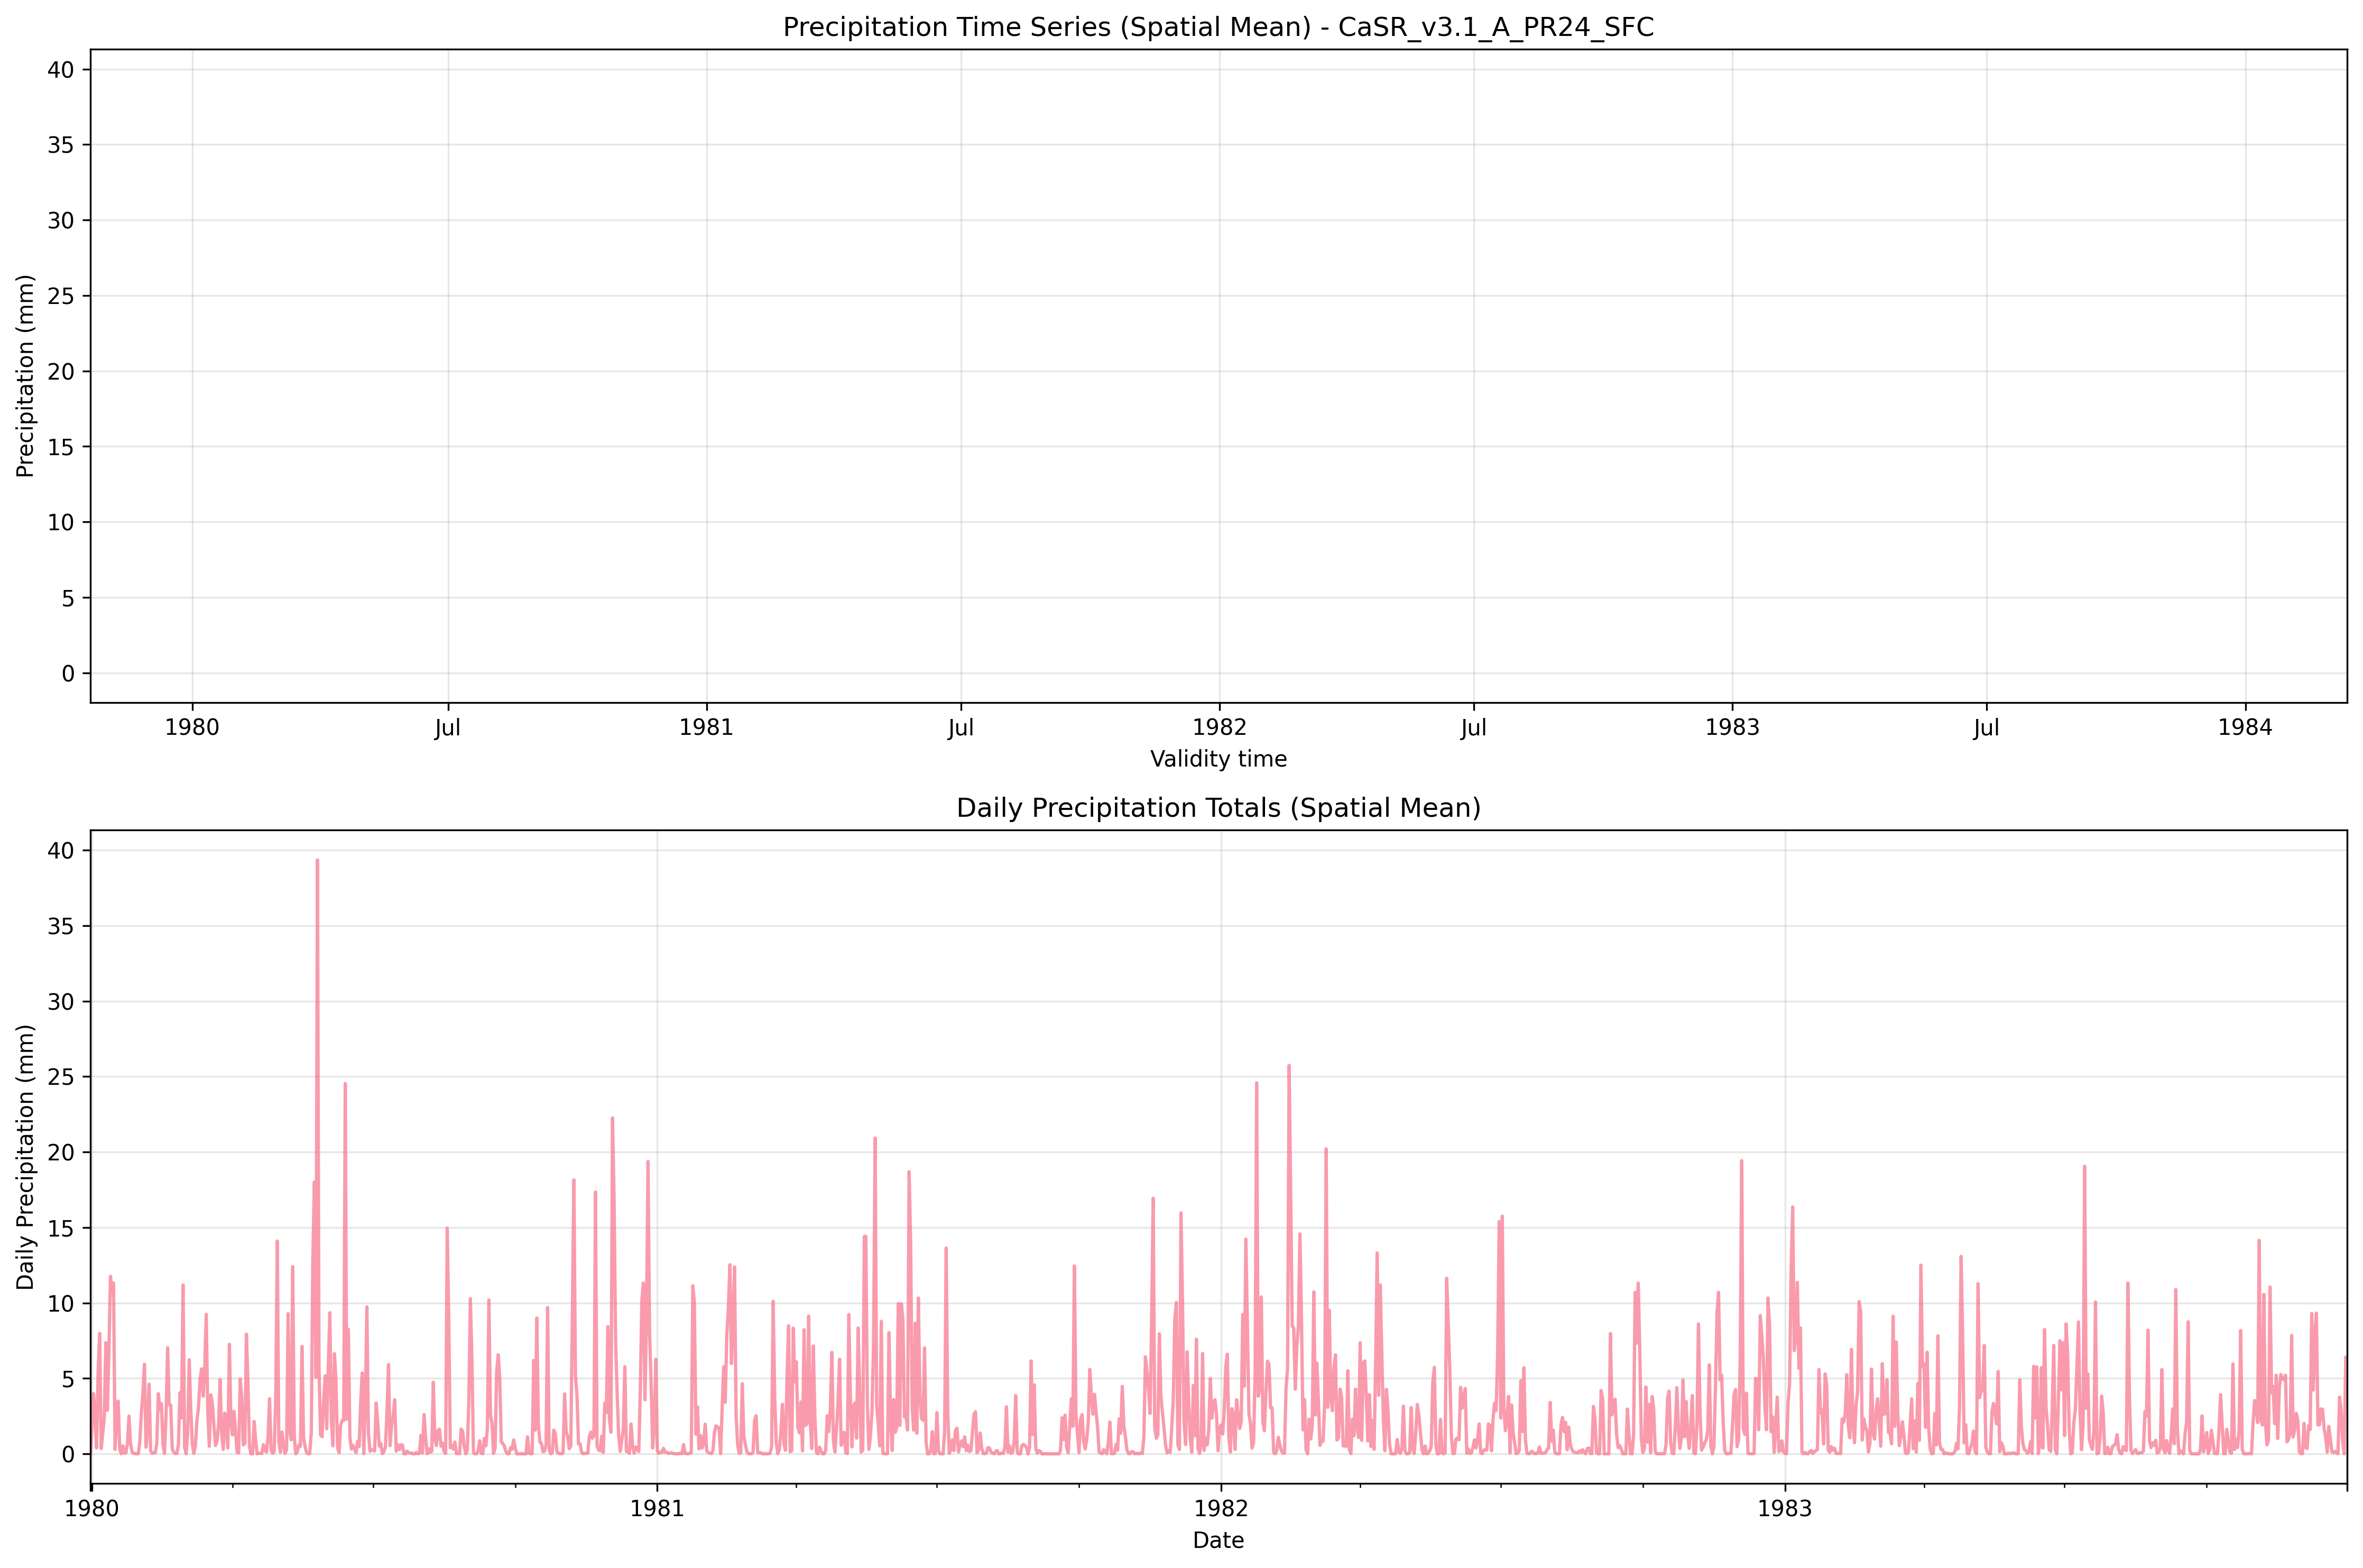 Precipitation Time Series (Spatial Mean) - CaSR_v3.1_A_PR24_SFC
Precipitation (mm)
40
35
30
25
20
15
10
5
0
1980 Jul 1981 Jul 1982 Jul 1983 Jul 1984
Validity time
Daily Precipitation Totals (Spatial Mean)
Daily Precipitation (mm)
40
35
30
25
20
15
10
5
0
1980 1981 1982 1983
Date